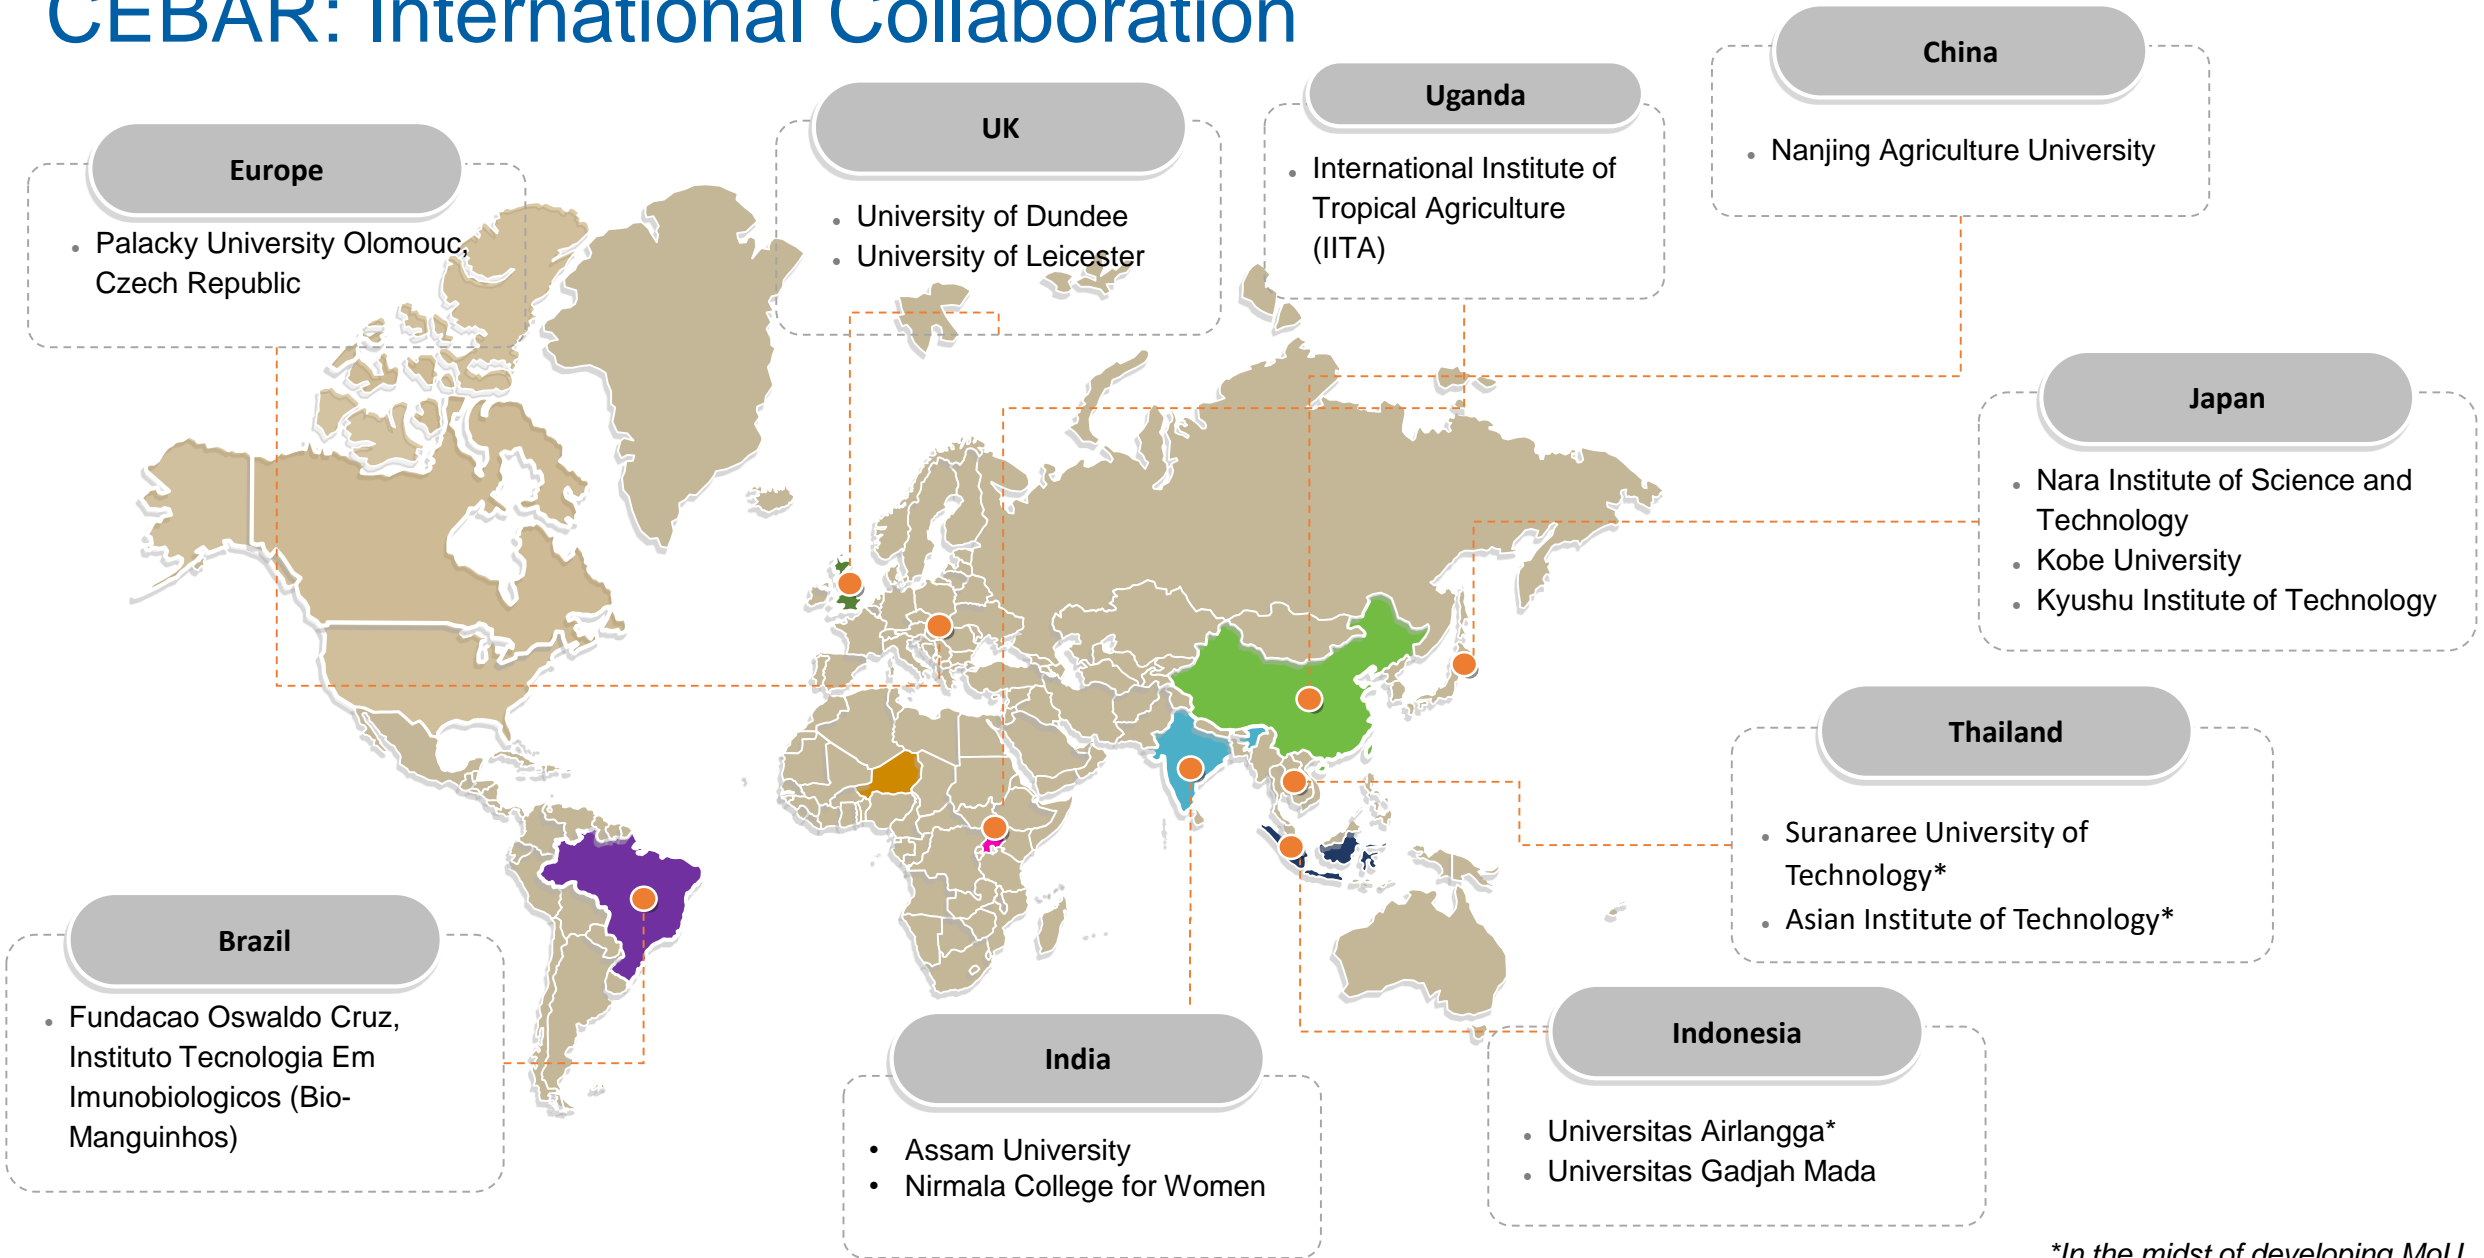 CEBAR: International Collaboration
Europe
• Palacky University Olomouc,
Czech Republic
UK
• University of Dundee
• University of Leicester
Uganda
• International Institute of
Tropical Agriculture
(IITA)
China
• Nanjing Agriculture University
Japan
• Nara Institute of Science and
Technology
• Kobe University
• Kyushu Institute of Technology
Thailand
• Suranaree University of
Technology*
• Asian Institute of Technology*
Brazil
• Fundacao Oswaldo Cruz,
Instituto Tecnologia Em
Imunobiologicos (Bio-
Manguinhos)
India
• Assam University
• Nirmala College for Women
Indonesia
• Universitas Airlangga*
• Universitas Gadjah Mada
*In the midst of developing MoU